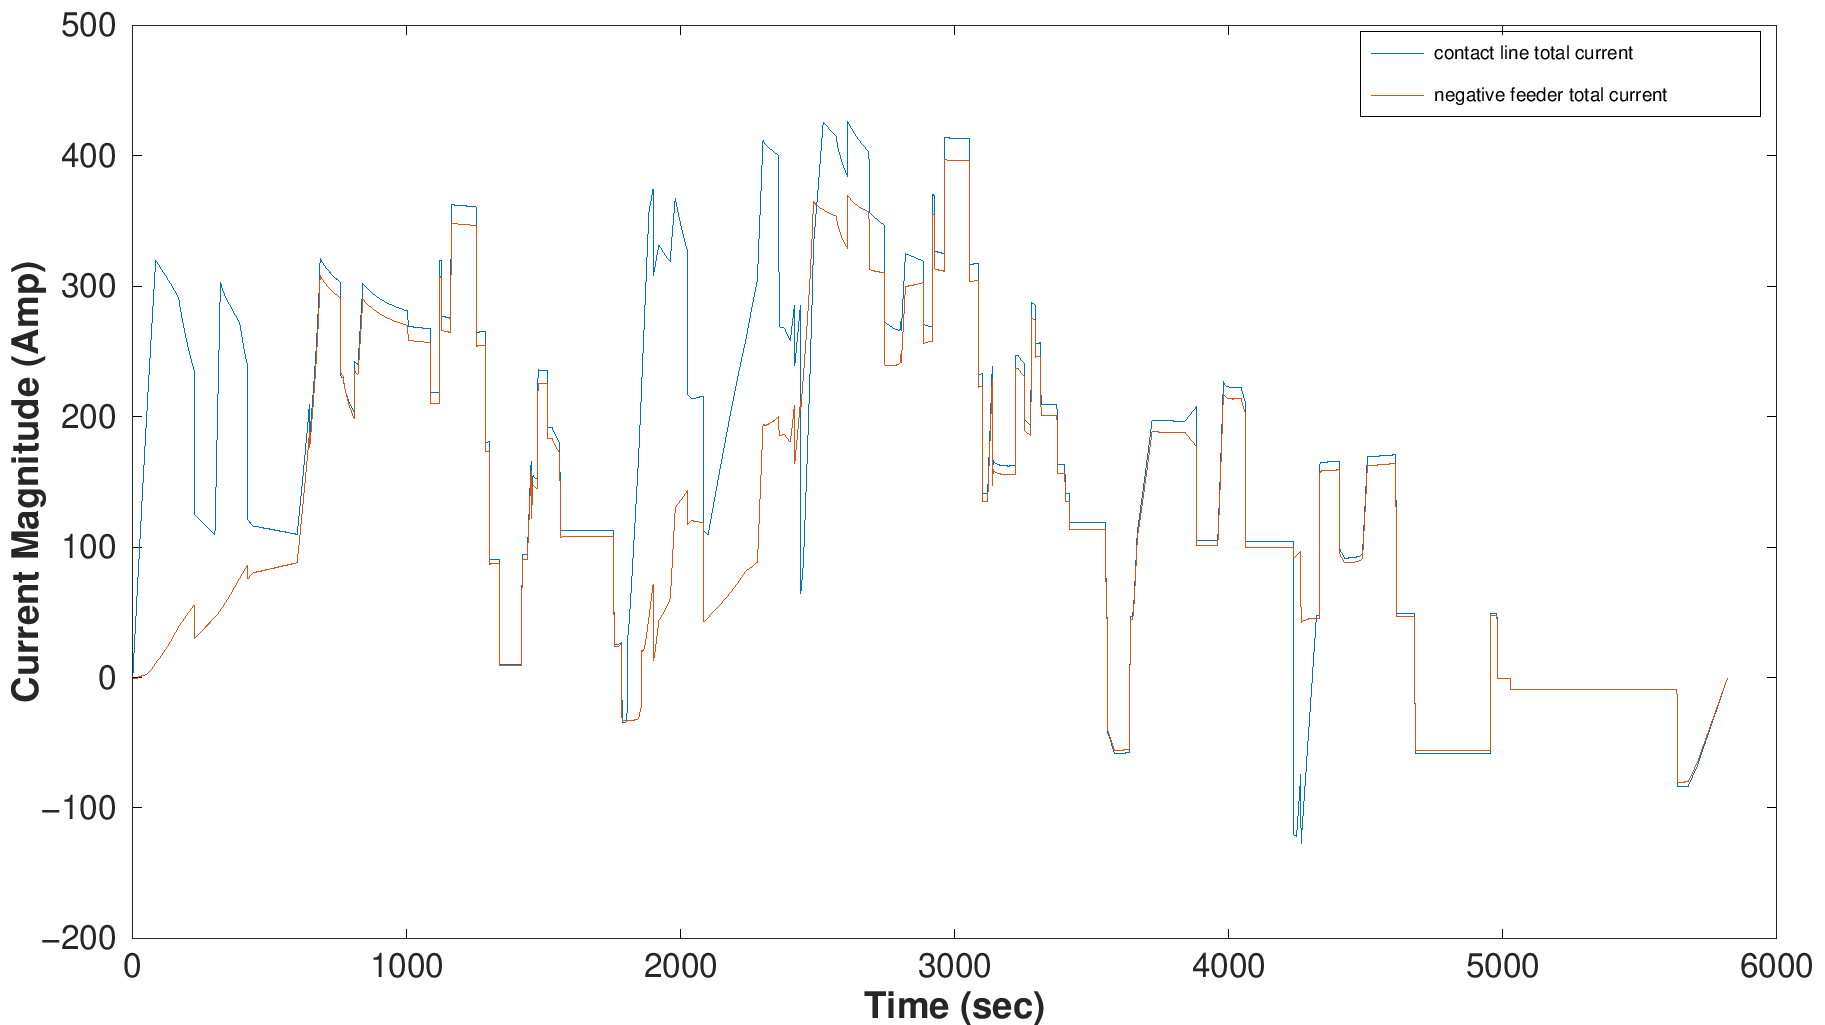 500
400
300
200
100
0
−100
−200
Current Magnitude (Amp)
contact line total current
negative feeder total current
0 1000 2000 3000 4000 5000 6000
Time (sec)